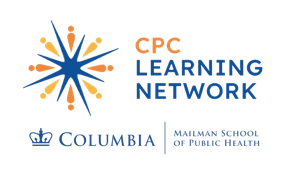 CPC
LEARNING
NETWORK
COLUMBIA
MAILMAN SCHOOL
OF PUBLIC HEALTH